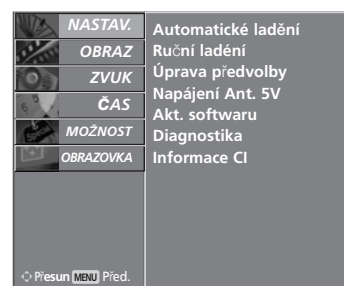 NASTAV.
OBRAZ
ZVUK
ČAS
MOŽNOST
OBRAZOVKA
Automatické ladění
Ruční ladéní
Úprava předvolby
Napájení Ant. 5V
Akt. softwaru
Diagnostika
Informace CI
Přesun MENU Před.